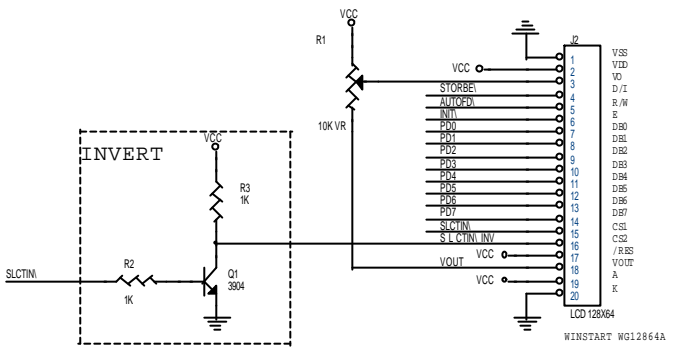 VCC
R1
10K VR
J2
VCC
STORBE\
AUTOFD\
INIT\
PD0
PD1
PD2
PD3
PD4
PD5
PD6
PD7
SLCTIN\
S L CTIN\ INV
VCC
VOUT
VCC
1
2
3
4
5
6
7
8
9
10
11
12
13
14
15
16
17
18
19
20
VSS
VDD
VO
D/I
R/W
E
DB0
DB1
DB2
DB3
DB4
DB5
DB6
DB7
CS1
CS2
/RES
VOUT
A
K
LCD 128X64
WINSTART WG12864A
INVERT
VCC
R3
1K
R2
1K
SLCTIN\
Q1
3904